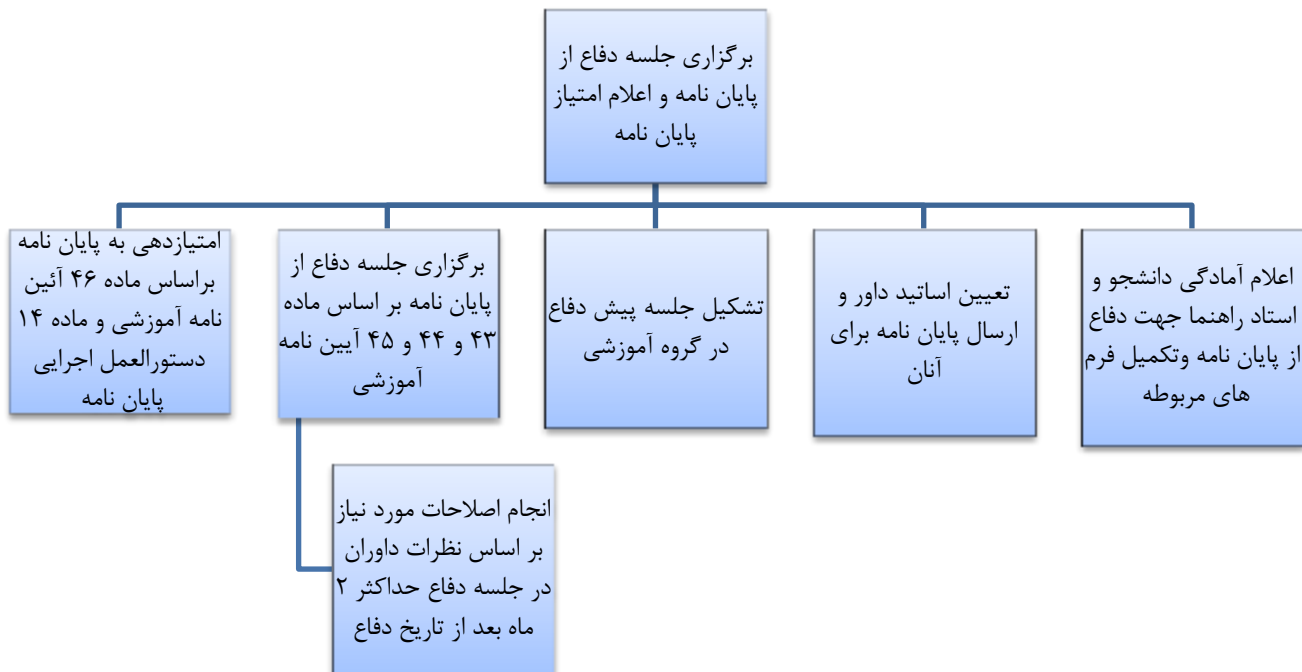 برگزاری جلسه دفاع از
پایان نامه و اعلام امتیاز
پایان نامه
اعلام آمادگی دانشجو و
استاد راهنما جهت دفاع
از پایان نامه وتکمیل فرم
های مربوطه
تعیین اساتید داور و
ارسال پایان نامه برای
آنان
تشکیل جلسه پیش دفاع
در گروه آموزشی
برگزاری جلسه دفاع از
پایان نامه بر اساس ماده
۴۳ و ۴۴ و ۴۵ آیین نامه
آموزشی
امتیازدهی به پایان نامه
براساس ماده ۴۶ آئین
نامه آموزشی و ماده ۱۴
دستورالعمل اجرایی
پایان نامه
انجام اصلاحات مورد نیاز
بر اساس نظرات داوران
در جلسه دفاع حداکثر ۲
ماه بعد از تاریخ دفاع